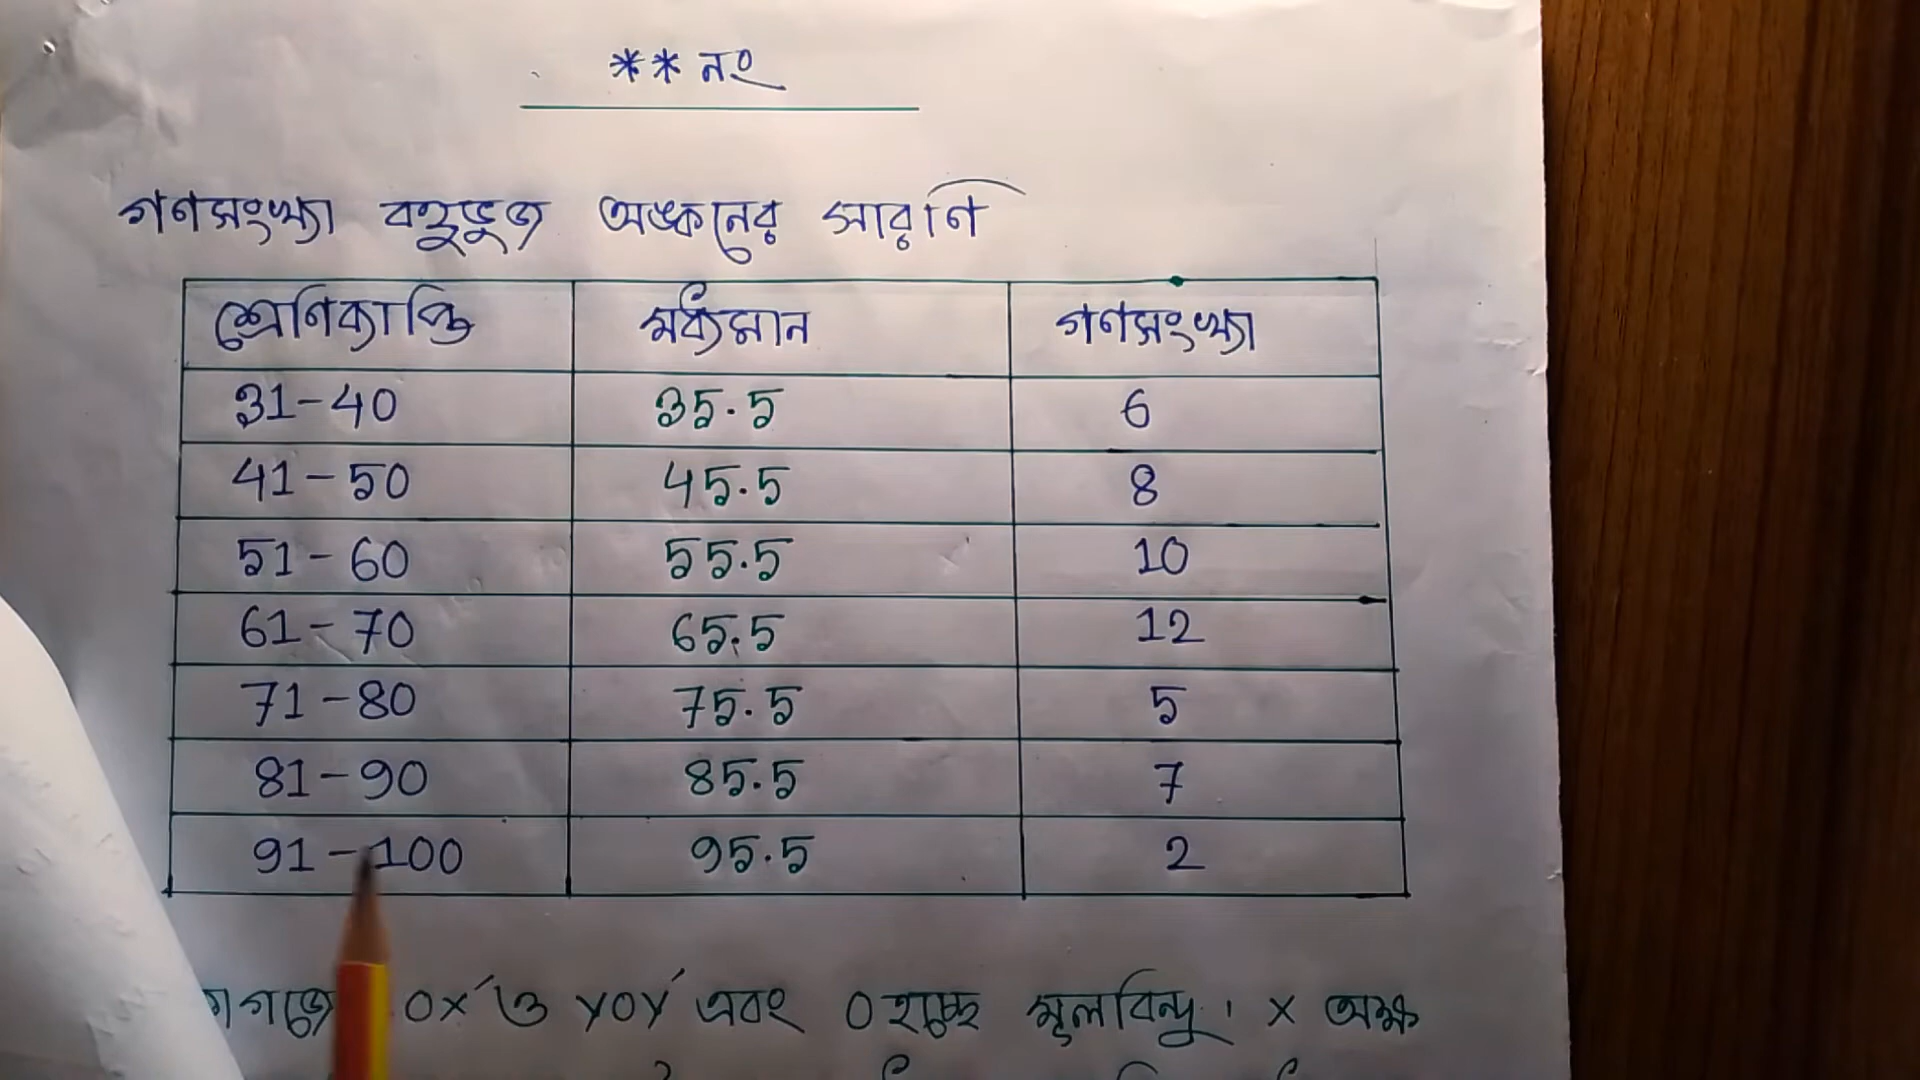 ** নং
গণসংখ্যা বহুভুজ অঙ্কনের সারণি
শ্রেণিব্যাপ্তি মধ্যমান গণসংখ্যা
31-40 35.5 6
41-50 45.5 8
51-60 55.5 10
61-70 65.5 12
71-80 75.5 5
81-90 85.5 7
91-100 95.5 2
OX´ ও YOY´ এবং O হচ্ছে মূলবিন্দু। X অক্ষ